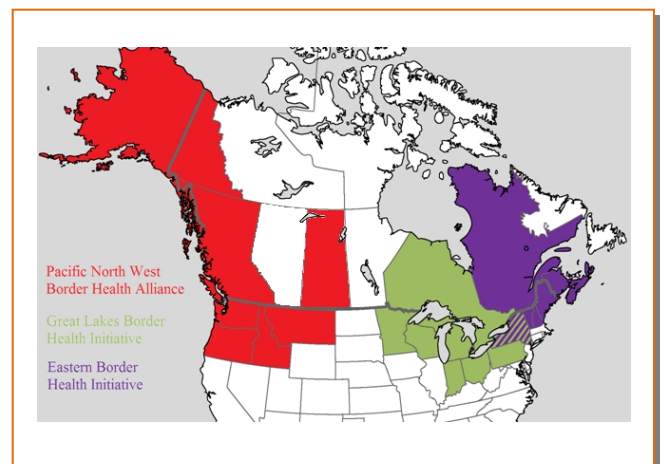 Pacific North West
Border Health Alliance
Great Lakes Border
Health Initiative
Eastern Border
Health Initiative